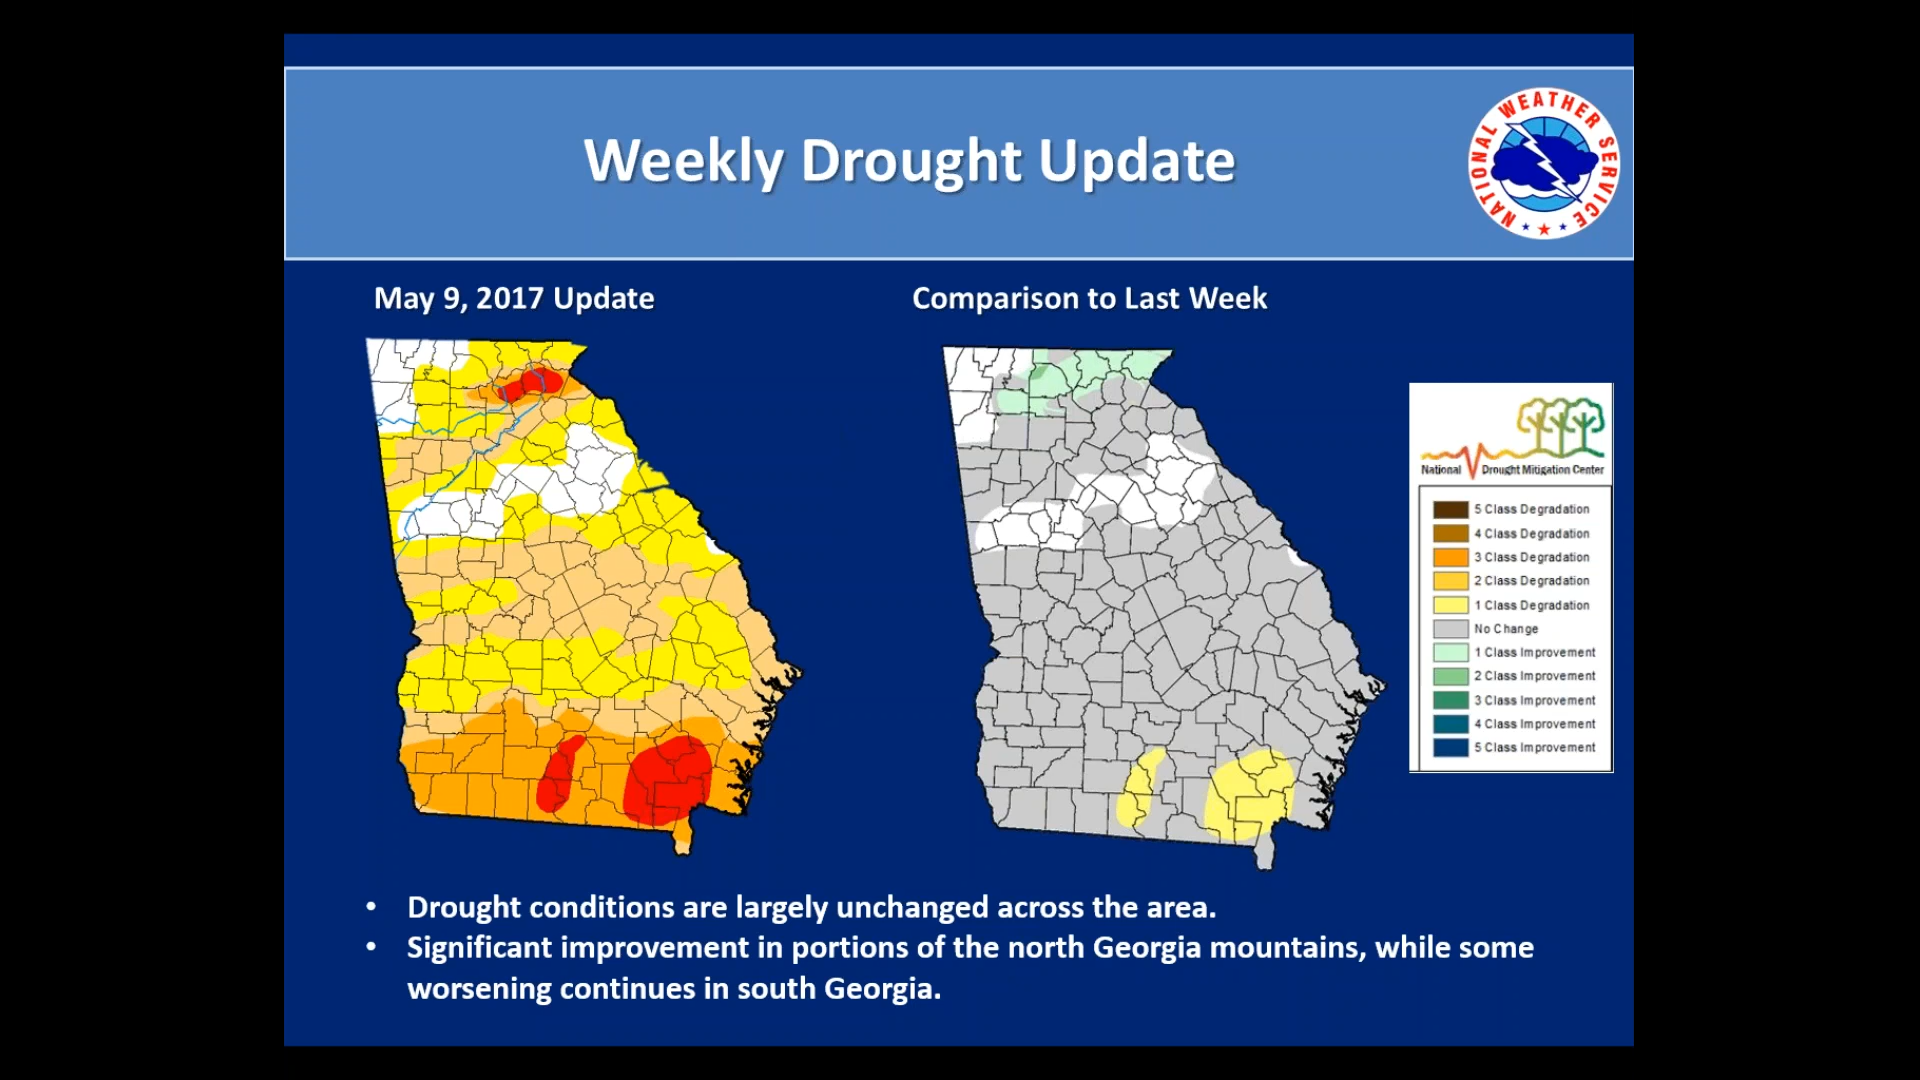 Weekly Drought Update
NATIONAL WEATHER SERVICE
May 9, 2017 Update
Comparison to Last Week
National Drought Mitigation Center
5 Class Degradation
4 Class Degradation
3 Class Degradation
2 Class Degradation
1 Class Degradation
No Change
1 Class Improvement
2 Class Improvement
3 Class Improvement
4 Class Improvement
5 Class Improvement
• Drought conditions are largely unchanged across the area.
• Significant improvement in portions of the north Georgia mountains, while some
worsening continues in south Georgia.